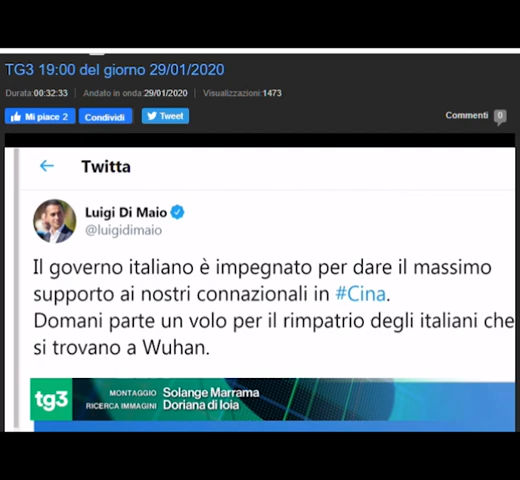 TG3 19:00 del giorno 29/01/2020
Durata:00:32:33 Andato in onda:29/01/2020 Visualizzazioni:1473
Mi piace 2 Condividi Tweet Commenti 0
Twitta
Luigi Di Maio
@luigidimaio
Il governo italiano è impegnato per dare il massimo
supporto ai nostri connazionali in #Cina.
Domani parte un volo per il rimpatrio degli italiani che
si trovano a Wuhan.
tg3
MONTAGGIO Solange Marrama
RICERCA IMMAGINI Doriana di Ioia